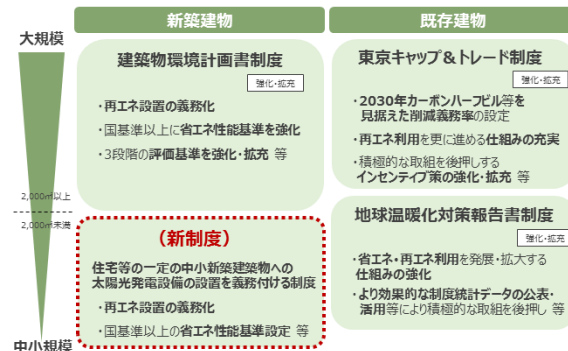 新築建物
既存建物
大規模
建築物環境計画書制度
強化・拡充
・再エネ設置の義務化
・国基準以上に省エネ性能基準を強化
・3段階の評価基準を強化・拡充 等
東京キャップ＆トレード制度
強化・拡充
・2030年カーボンハーフビル等を
見据えた削減義務率の設定
・再エネ利用を更に進める仕組みの充実
・積極的な取組を後押しする
インセンティブ策の強化・拡充 等
2,000㎡以上
2,000㎡未満
（新制度）
住宅等の一定の中小新築建築物への
太陽光発電設備の設置を義務付ける制度
・再エネ設置の義務化
・国基準以上の省エネ性能基準設定 等
地球温暖化対策報告書制度
強化・拡充
・省エネ・再エネ利用を発展・拡大する
仕組みの強化
・より効果的な制度統計データの公表・
活用等により積極的な取組を後押し 等
中小規模